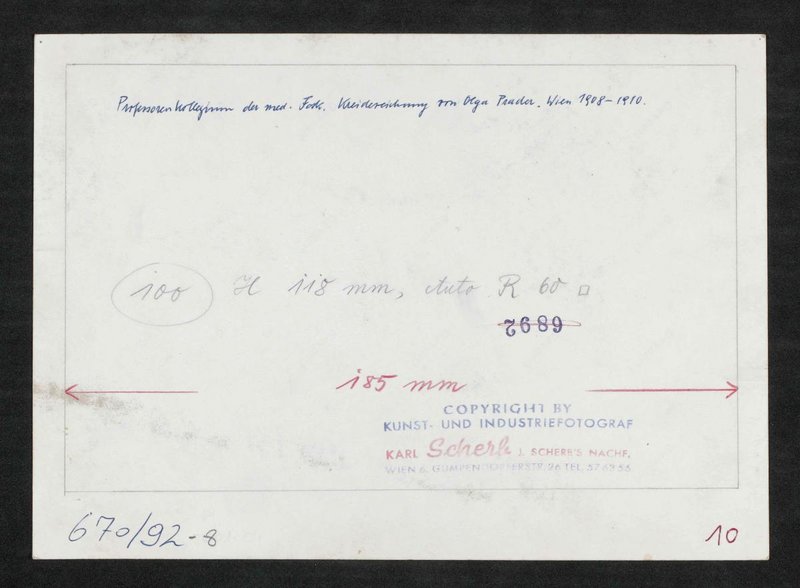 Professorenkollegium der med. Fak. Kreidezeichnung von Olga Prader. Wien 1908-1910.
100 H 118 mm, Auto R 60 □
2689
185 mm
COPYRIGHT BY
KUNST- UND INDUSTRIEFOTOGRAF
KARL Scherb J. SCHERB'S NACHF.
WIEN 6, GUMPENDORFERSTR. 26 TEL. 57 63 55
670/92-8
10